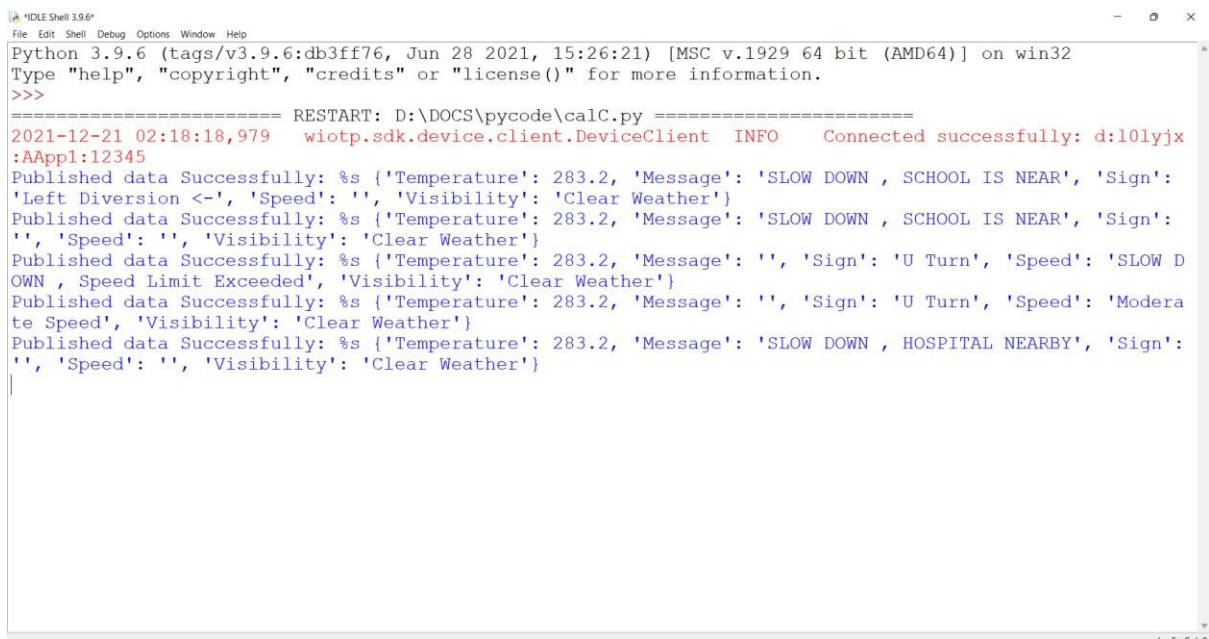 *IDLE Shell 3.9.6*
File Edit Shell Debug Options Window Help
Python 3.9.6 (tags/v3.9.6:db3ff76, Jun 28 2021, 15:26:21) [MSC v.1929 64 bit (AMD64)] on win32
Type "help", "copyright", "credits" or "license()" for more information.
>>>
======================== RESTART: D:\DOCS\pycode\calC.py =======================
2021-12-21 02:18:18,979   wiotp.sdk.device.client.DeviceClient  INFO    Connected successfully: d:l0lyjx
:AApp1:12345
Published data Successfully: %s {'Temperature': 283.2, 'Message': 'SLOW DOWN , SCHOOL IS NEAR', 'Sign':
'Left Diversion <-', 'Speed': '', 'Visibility': 'Clear Weather'}
Published data Successfully: %s {'Temperature': 283.2, 'Message': 'SLOW DOWN , SCHOOL IS NEAR', 'Sign':
'', 'Speed': '', 'Visibility': 'Clear Weather'}
Published data Successfully: %s {'Temperature': 283.2, 'Message': '', 'Sign': 'U Turn', 'Speed': 'SLOW D
OWN , Speed Limit Exceeded', 'Visibility': 'Clear Weather'}
Published data Successfully: %s {'Temperature': 283.2, 'Message': '', 'Sign': 'U Turn', 'Speed': 'Modera
te Speed', 'Visibility': 'Clear Weather'}
Published data Successfully: %s {'Temperature': 283.2, 'Message': 'SLOW DOWN , HOSPITAL NEARBY', 'Sign':
'', 'Speed': '', 'Visibility': 'Clear Weather'}